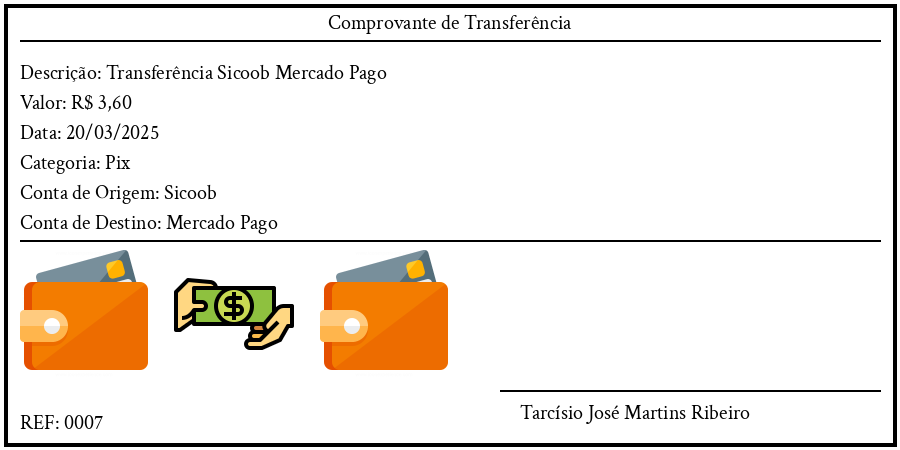 Comprovante de Transferência
Descrição: Transferência Sicoob Mercado Pago
Valor: R$ 3,60
Data: 20/03/2025
Categoria: Pix
Conta de Origem: Sicoob
Conta de Destino: Mercado Pago
$
Tarcísio José Martins Ribeiro
REF: 0007